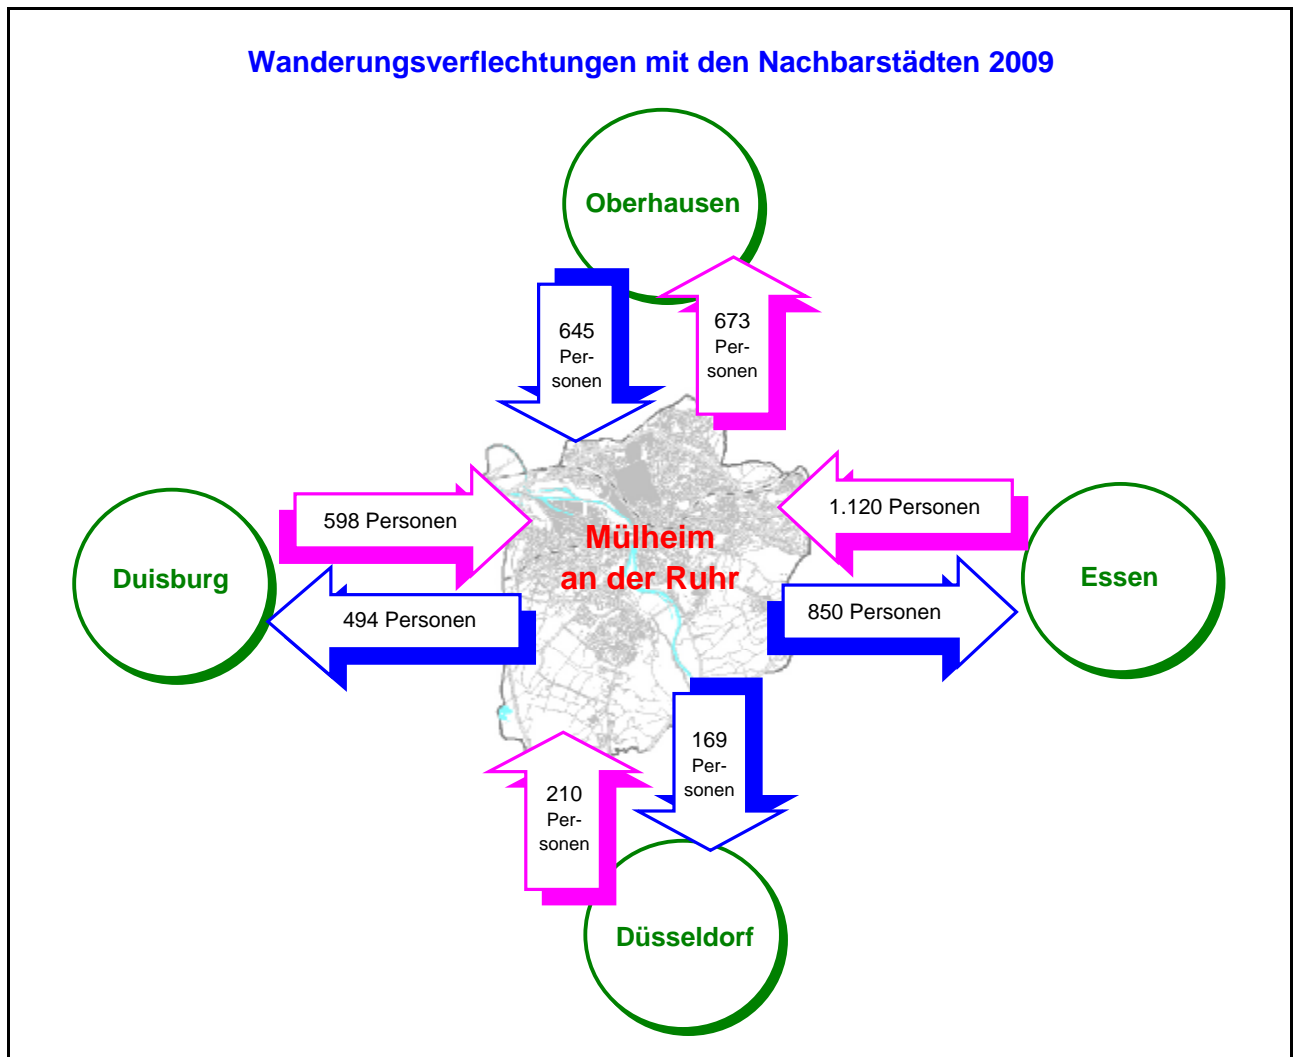 Wanderungsverflechtungen mit den Nachbarstädten 2009
Oberhausen
645
Per-
sonen
673
Per-
sonen
598 Personen
1.120 Personen
Mülheim
an der Ruhr
Duisburg
Essen
494 Personen
850 Personen
169
Per-
sonen
210
Per-
sonen
Düsseldorf